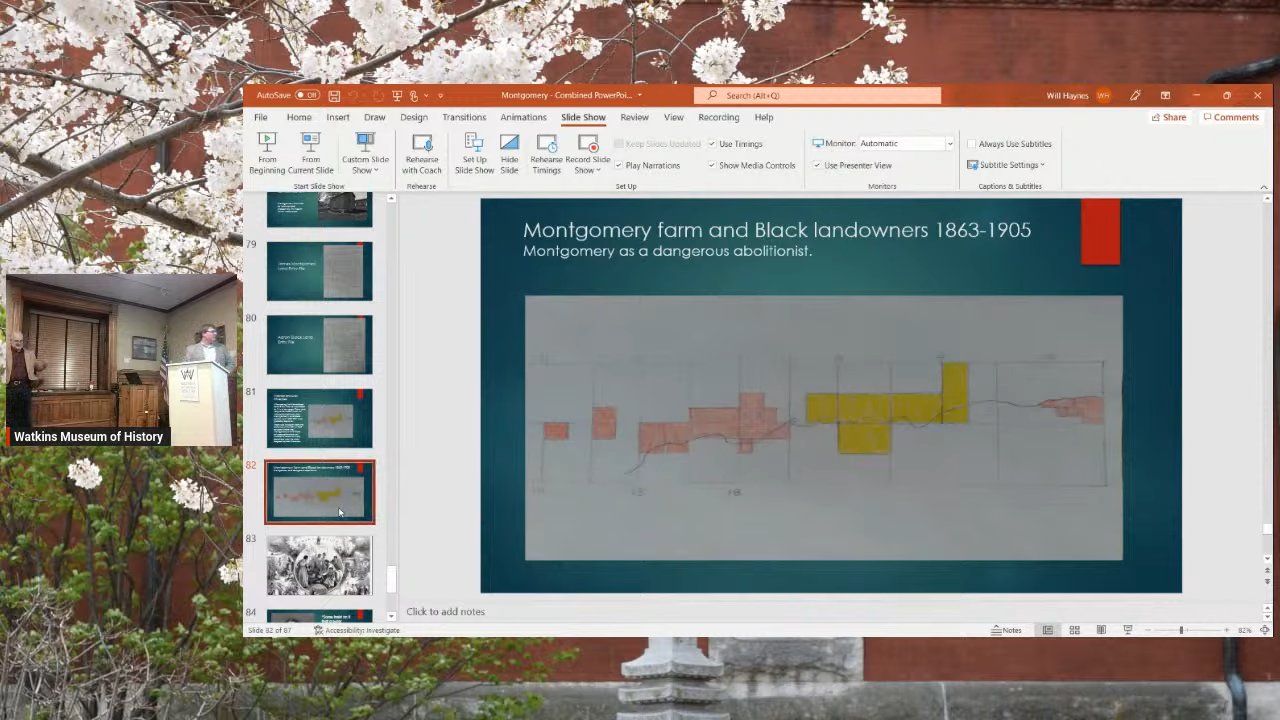 AutoSave
Off
Montgomery - Combined PowerPoi...
Search (Alt+Q)
Will Haynes
WH
File
Home
Insert
Draw
Design
Transitions
Animations
Slide Show
Review
View
Recording
Help
Share
Comments
From Beginning
From Current Slide
Custom Slide Show
Rehearse with Coach
Set Up Slide Show
Hide Slide
Rehearse Timings
Record Slide Show
Keep Slides Updated
Play Narrations
Use Timings
Show Media Controls
Monitor:
Automatic
Use Presenter View
Always Use Subtitles
Subtitle Settings
Start Slide Show
Rehearse
Set Up
Monitors
Captions & Subtitles
79
80
81
82
83
84
Montgomery farm and Black landowners 1863-1905
Montgomery as a dangerous abolitionist.
W
Watkins Museum of History
Click to add notes
Slide 82 of 87
Accessibility: Investigate
Notes
82%